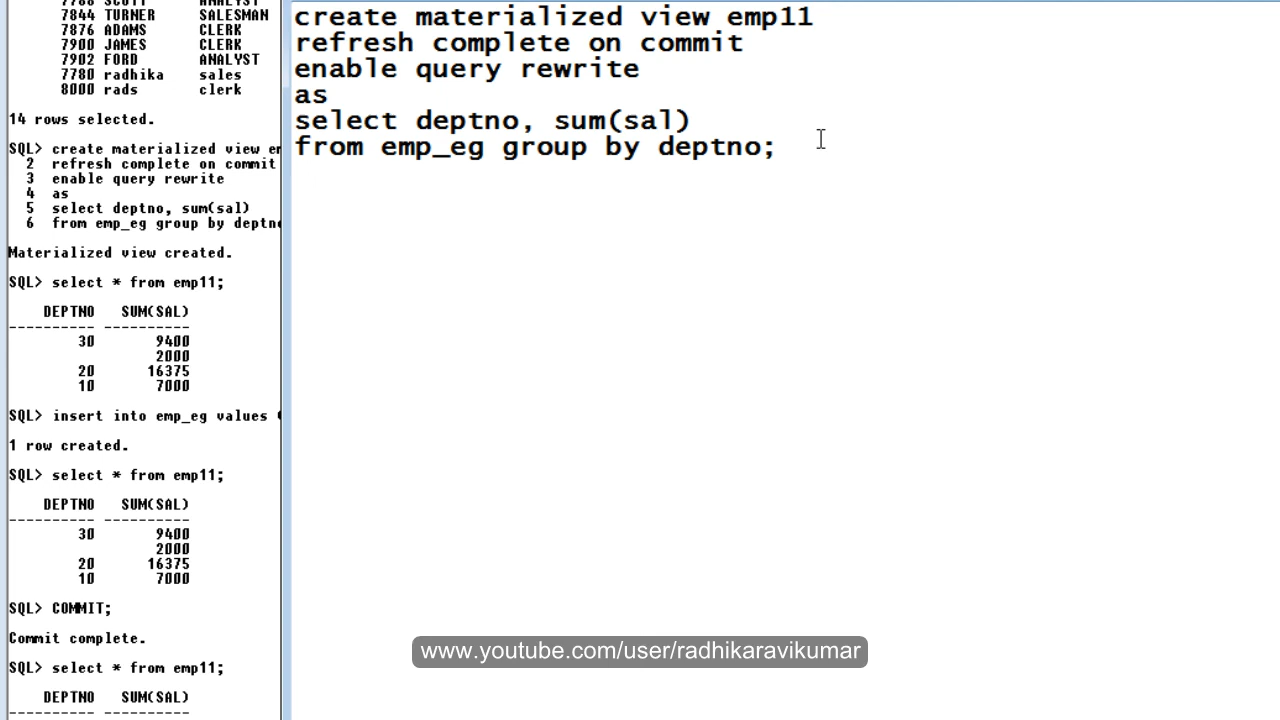 7788 SCOTT ANALYST
7844 TURNER SALESMAN
7876 ADAMS CLERK
7900 JAMES CLERK
7902 FORD ANALYST
7780 radhika sales
8000 rads clerk
14 rows selected.
SQL> create materialized view em
2 refresh complete on commit
3 enable query rewrite
4 as
5 select deptno, sum(sal)
6 from emp_eg group by deptno
Materialized view created.
SQL> select * from emp11;
DEPTNO SUM(SAL)
---------- ----------
30 9400
2000
20 16375
10 7000
SQL> insert into emp_eg values (
1 row created.
SQL> select * from emp11;
DEPTNO SUM(SAL)
---------- ----------
30 9400
2000
20 16375
10 7000
SQL> COMMIT;
Commit complete.
SQL> select * from emp11;
DEPTNO SUM(SAL)
---------- ----------
create materialized view emp11
refresh complete on commit
enable query rewrite
as
select deptno, sum(sal)
from emp_eg group by deptno;
www.youtube.com/user/radhikaravikumar